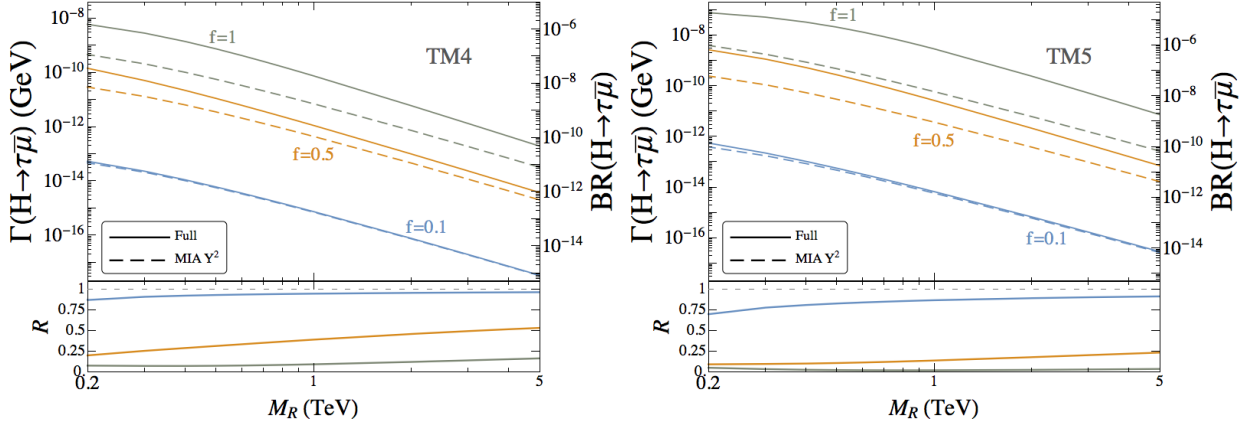 10⁻⁸
10⁻¹⁰
10⁻¹²
10⁻¹⁴
10⁻¹⁶
Γ(H→τμ̅) (GeV)
f=1
TM4
f=0.5
f=0.1
Full
MIA Y²
10⁻⁶
10⁻⁸
10⁻¹⁰
10⁻¹²
10⁻¹⁴
BR(H→τμ̅)
1
0.75
0.5
0.25
0
R
0.2
1
5
M_R (TeV)
10⁻⁸
10⁻¹⁰
10⁻¹²
10⁻¹⁴
10⁻¹⁶
Γ(H→τμ̅) (GeV)
f=1
TM5
f=0.5
f=0.1
Full
MIA Y²
10⁻⁶
10⁻⁸
10⁻¹⁰
10⁻¹²
10⁻¹⁴
BR(H→τμ̅)
1
0.75
0.5
0.25
0
R
0.2
1
5
M_R (TeV)